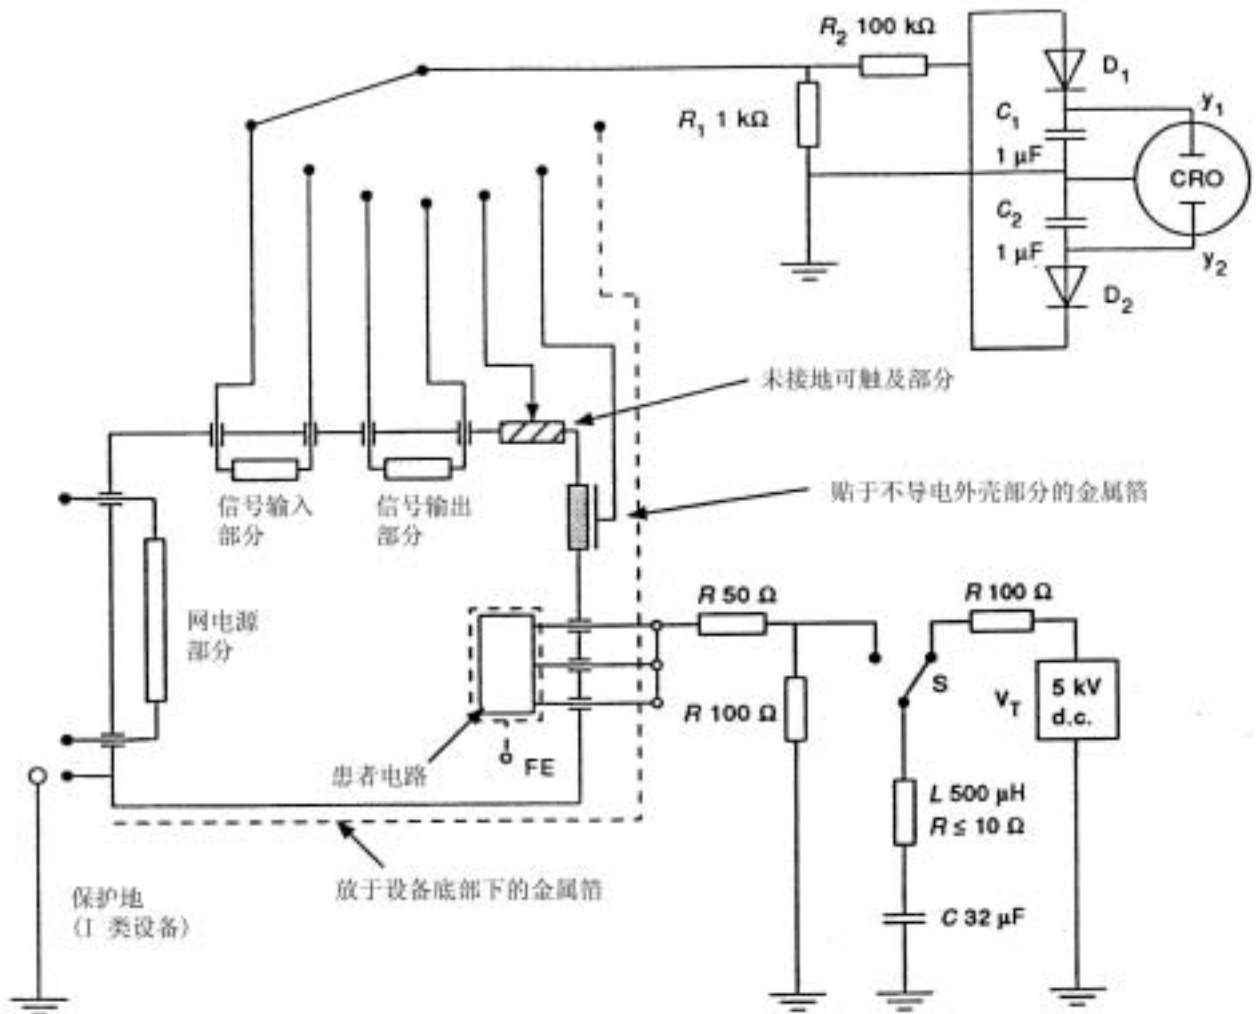 R₂ 100 kΩ
D₁
y₁
R₁ 1 kΩ
C₁
1 μF
CRO
C₂
1 μF
y₂
D₂
未接地可触及部分
信号输入
部分
信号输出
部分
贴于不导电外壳部分的金属箔
网电源
部分
R 50 Ω
R 100 Ω
R 100 Ω
S
V_T
5 kV
d.c.
患者电路
FE
L 500 μH
R ≤ 10 Ω
放于设备底部下的金属箔
C 32 μF
保护地
(I 类设备)